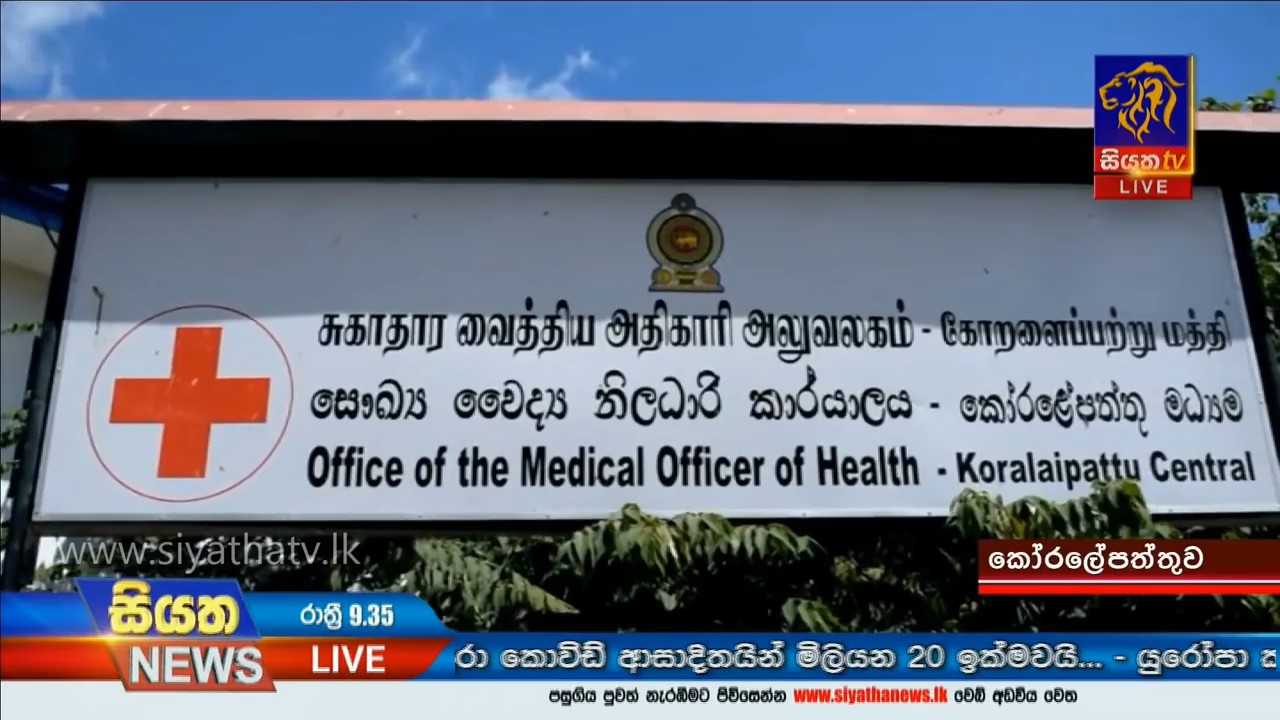 සියත tv
LIVE
சுகாதார வைத்திய அதிகாரி அலுவலகம் - கோறளைப்பற்று மத்தி
සෞඛ්‍ය වෛද්‍ය නිලධාරි කාර්යාලය - කෝරළේපත්තු මධ්‍යම
Office of the Medical Officer of Health - Koralaipattu Central
www.siyathatv.lk
කෝරලේපත්තුව
සියත
NEWS
රාත්‍රී 9.35
LIVE
රා කොවිඩ් ආසාදිතයින් මිලියන 20 ඉක්මවයි... - යුරෝපා
පසුගිය පුවත් නැරඹීමට පිවිසෙන්න www.siyathanews.lk වෙබ් අඩවිය වෙත